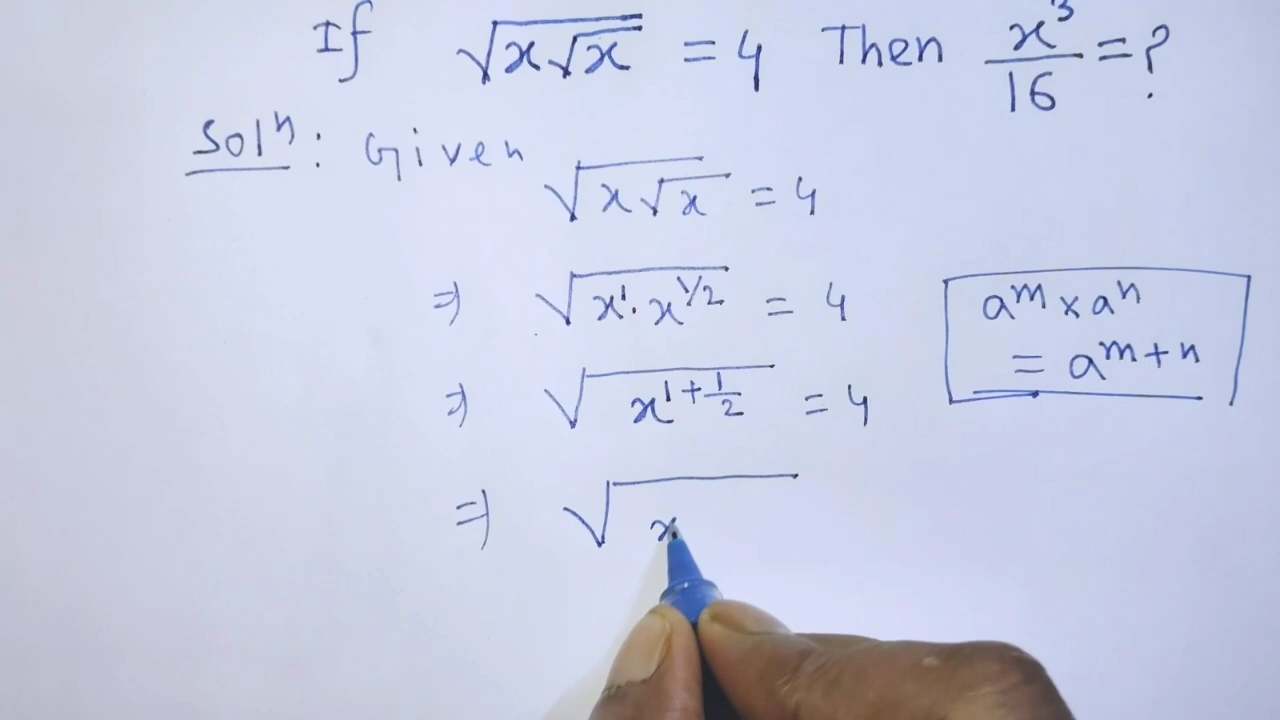 If √(x√x) = 4 Then x³/16 = ?
Solⁿ: Given
√(x√x) = 4
⇒ √(x¹·x^(1/2)) = 4
aᵐ × aⁿ
= aᵐ⁺ⁿ
⇒ √(x^(1+1/2)) = 4
⇒ √x